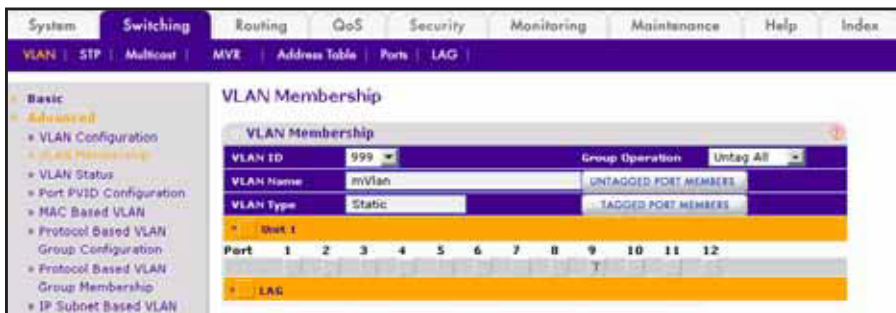 System Switching Routing QoS Security Monitoring Maintenance Help Index
VLAN STP Multicast MVR Address Table Ports LAG
Basic
Advanced
VLAN Configuration
VLAN Membership
VLAN Status
Port PVID Configuration
MAC Based VLAN
Protocol Based VLAN
Group Configuration
Protocol Based VLAN
Group Membership
IP Subnet Based VLAN
VLAN Membership
VLAN Membership
VLAN ID 999 Group Operation Untag All
VLAN Name mVlan UNTAGGED PORT MEMBERS
VLAN Type Static TAGGED PORT MEMBERS
Unit 1
Port 1 2 3 4 5 6 7 8 9 10 11 12
T
LAG